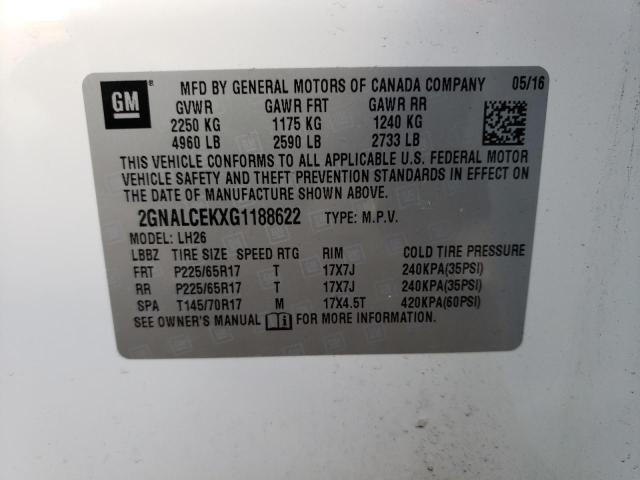 GM ® MFD BY GENERAL MOTORS OF CANADA COMPANY 05/16
GVWR GAWR FRT GAWR RR
2250 KG 1175 KG 1240 KG
4960 LB 2590 LB 2733 LB
THIS VEHICLE CONFORMS TO ALL APPLICABLE U.S. FEDERAL MOTOR
VEHICLE SAFETY AND THEFT PREVENTION STANDARDS IN EFFECT ON
THE DATE OF MANUFACTURE SHOWN ABOVE.
2GNALCEKXG1188622 TYPE: M.P.V.
MODEL: LH26
LBBZ TIRE SIZE SPEED RTG RIM COLD TIRE PRESSURE
FRT P225/65R17 T 17X7J 240KPA(35PSI)
RR P225/65R17 T 17X7J 240KPA(35PSI)
SPA T145/70R17 M 17X4.5T 420KPA(60PSI)
SEE OWNER'S MANUAL FOR MORE INFORMATION.